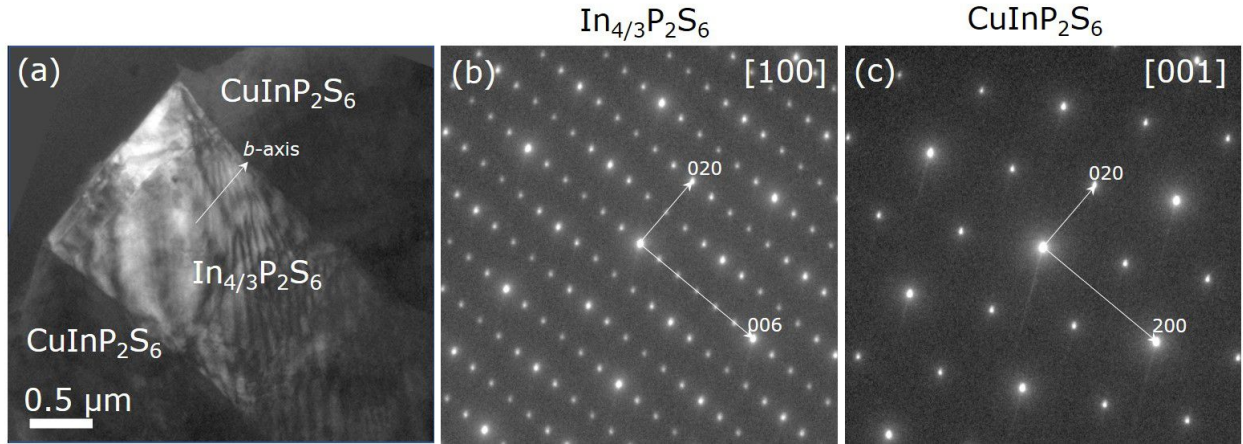 In4/3P2S6
CuInP2S6
(a)
CuInP2S6
b-axis
In4/3P2S6
CuInP2S6
0.5 μm
(b)
[100]
020
006
(c)
[001]
020
200